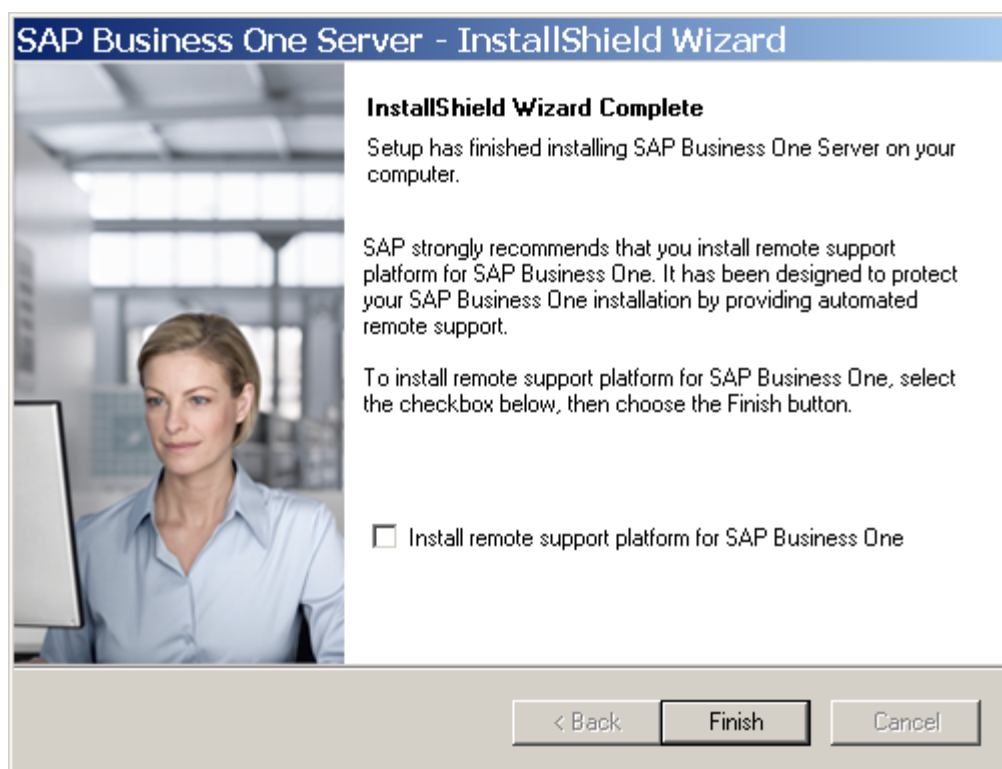 SAP Business One Server - InstallShield Wizard
InstallShield Wizard Complete
Setup has finished installing SAP Business One Server on your
computer.
SAP strongly recommends that you install remote support
platform for SAP Business One. It has been designed to protect
your SAP Business One installation by providing automated
remote support.
To install remote support platform for SAP Business One, select
the checkbox below, then choose the Finish button.
Install remote support platform for SAP Business One
< Back
Finish
Cancel